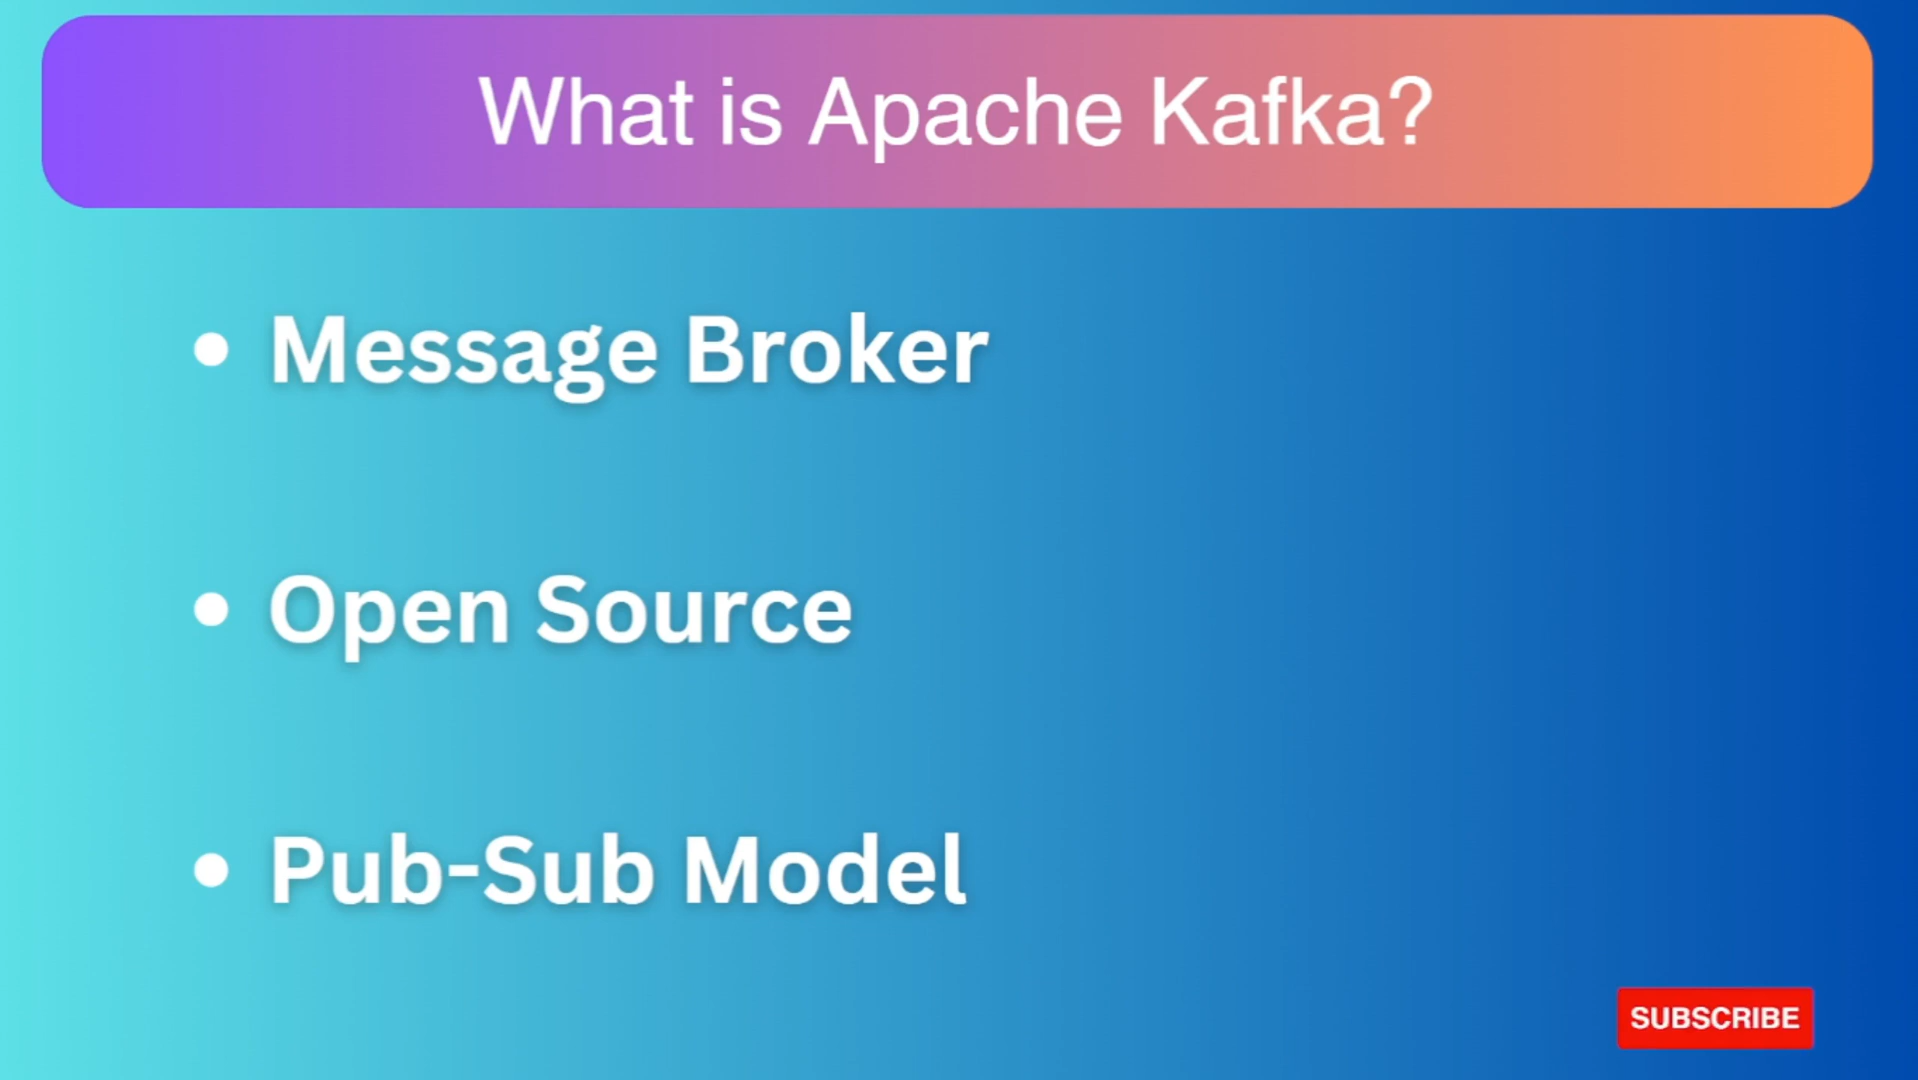 What is Apache Kafka?
• Message Broker
• Open Source
• Pub-Sub Model
SUBSCRIBE